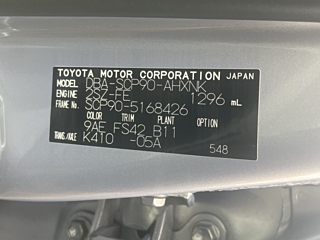 TOYOTA MOTOR CORPORATION JAPAN
MODEL DBA-SCP90-AHXNK
ENGINE 2SZ-FE 1296 mL
FRAME No. SCP90-5168426
COLOR TRIM PLANT OPTION
9AE FS42 B11
TRANS/AXLE K410 -05A
548